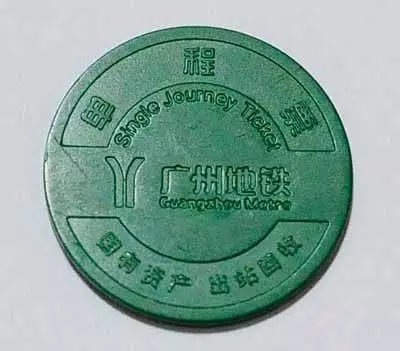 单程票
Single Journey Ticket
广州地铁
Guangzhou Metro
国有资产 出站回收